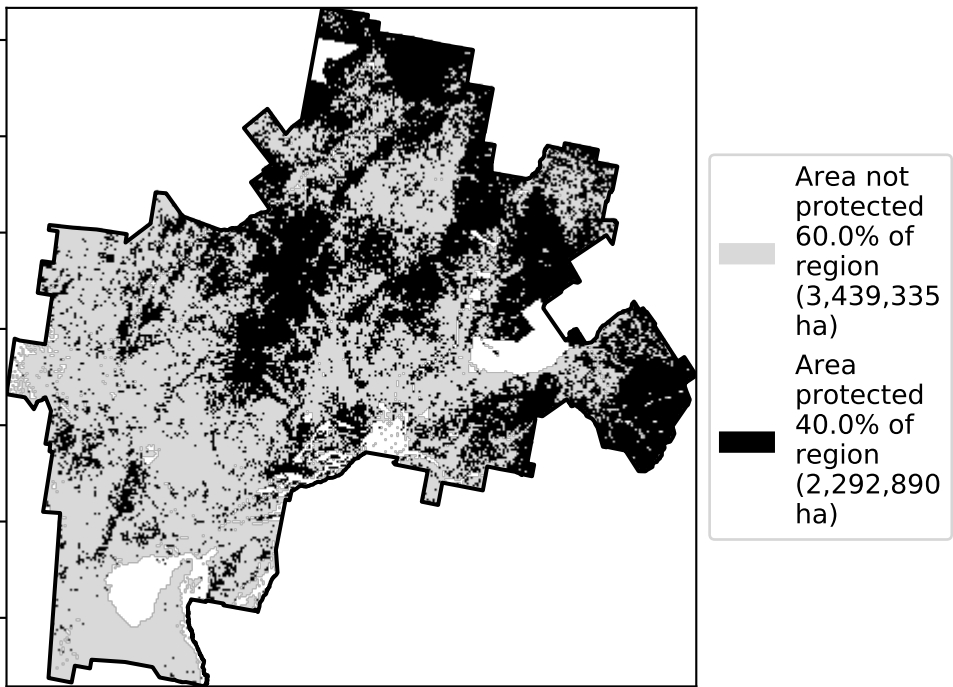 Area not
protected
60.0% of
region
(3,439,335
ha)
Area
protected
40.0% of
region
(2,292,890
ha)